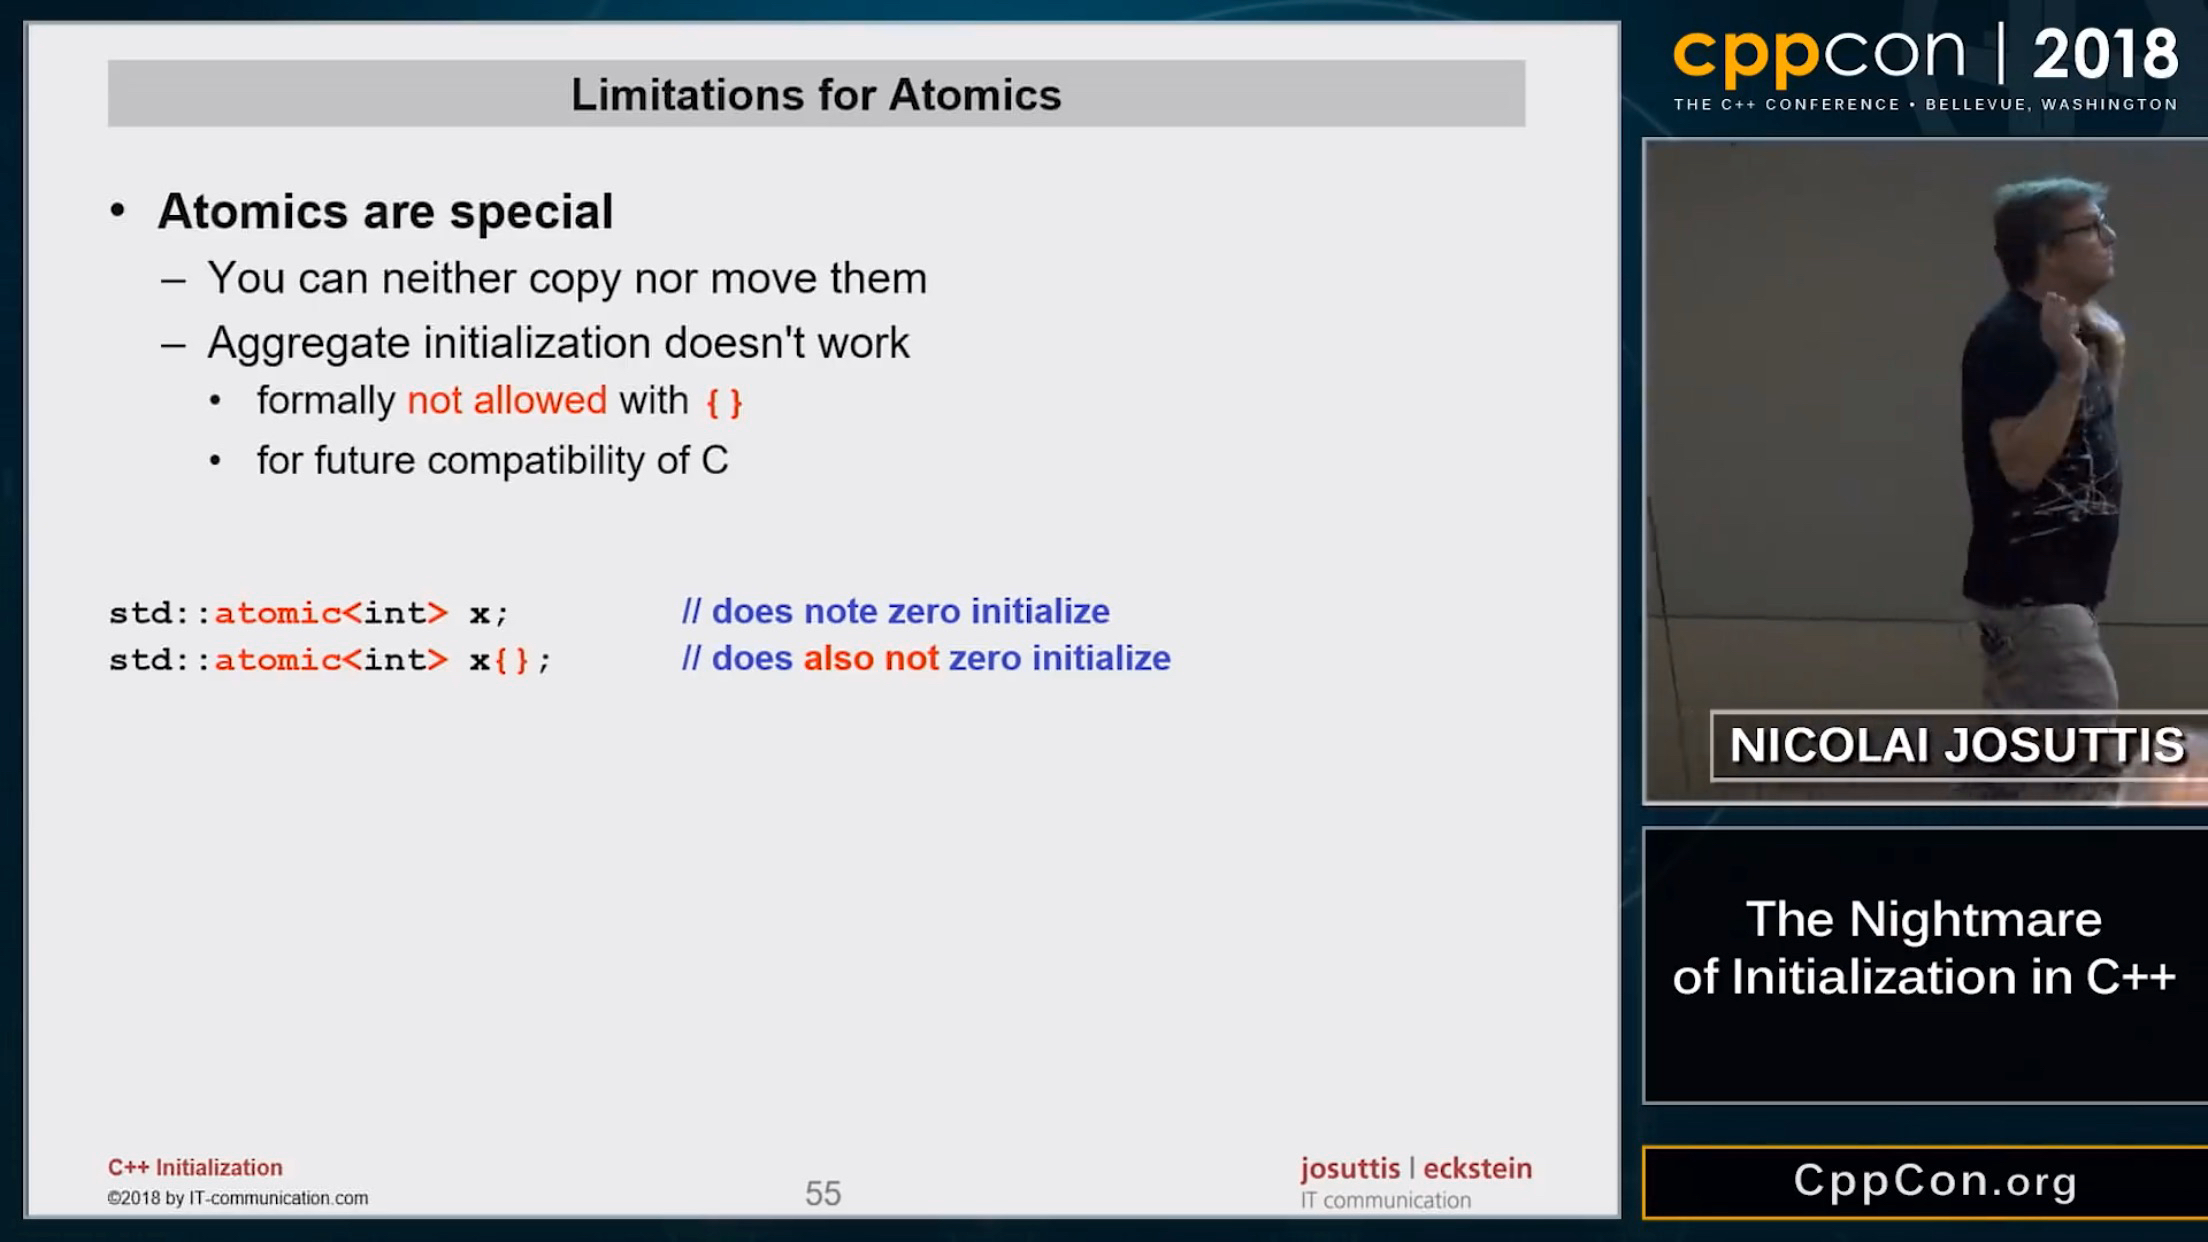 Limitations for Atomics
• Atomics are special
– You can neither copy nor move them
– Aggregate initialization doesn't work
• formally not allowed with {}
• for future compatibility of C
std::atomic<int> x; // does note zero initialize
std::atomic<int> x{}; // does also not zero initialize
C++ Initialization
©2018 by IT-communication.com
55
josuttis | eckstein
IT communication
cppcon | 2018
THE C++ CONFERENCE • BELLEVUE, WASHINGTON
NICOLAI JOSUTTIS
The Nightmare
of Initialization in C++
CppCon.org